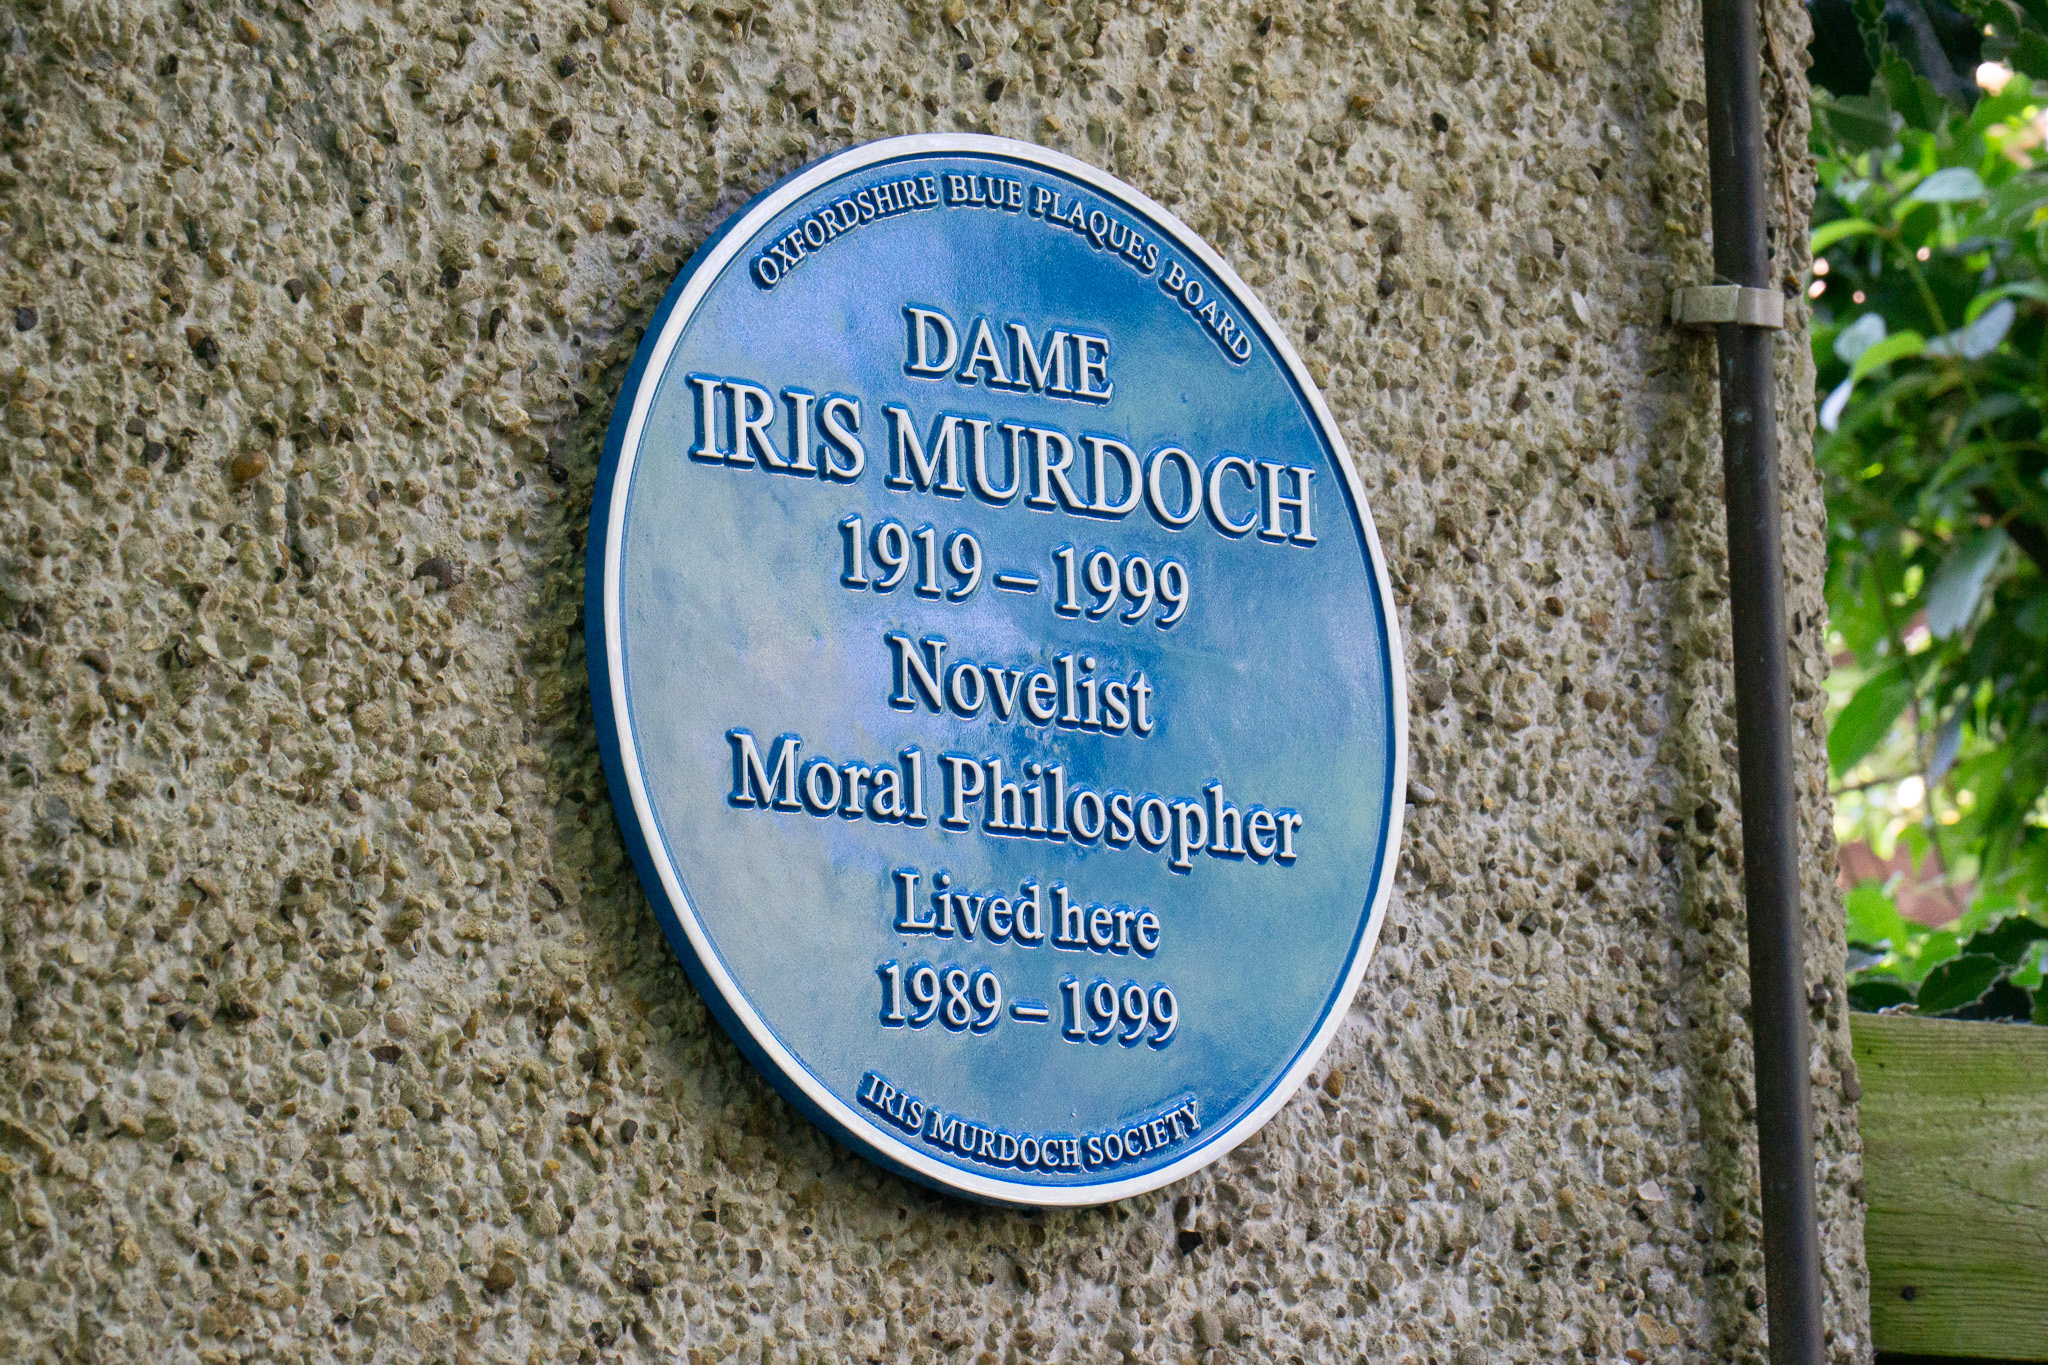 OXFORDSHIRE BLUE PLAQUES BOARD
DAME
IRIS MURDOCH
1919 – 1999
Novelist
Moral Philosopher
Lived here
1989 – 1999
IRIS MURDOCH SOCIETY